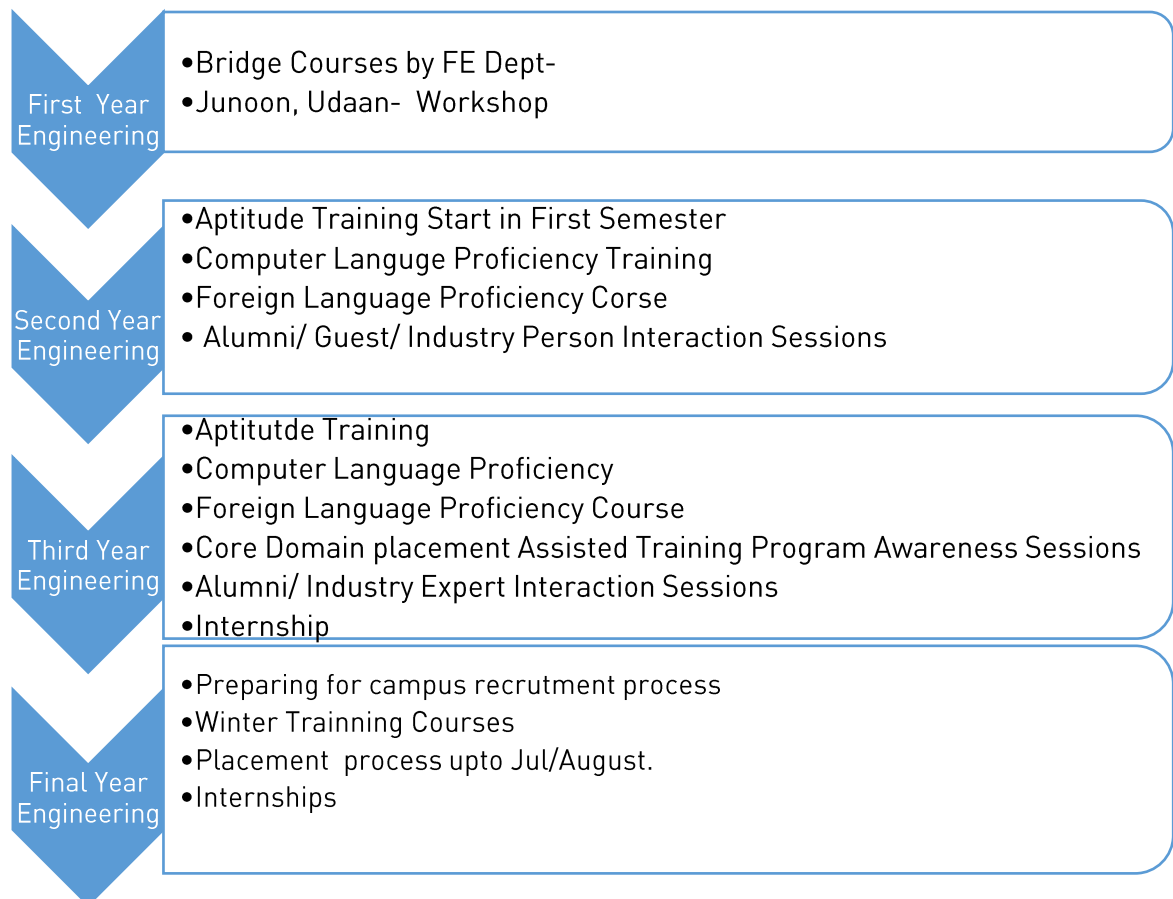 First Year
Engineering
•Bridge Courses by FE Dept-
•Junoon, Udaan- Workshop
Second Year
Engineering
•Aptitude Training Start in First Semester
•Computer Languge Proficiency Training
•Foreign Language Proficiency Corse
• Alumni/ Guest/ Industry Person Interaction Sessions
Third Year
Engineering
•Aptitutde Training
•Computer Language Proficiency
•Foreign Language Proficiency Course
•Core Domain placement Assisted Training Program Awareness Sessions
•Alumni/ Industry Expert Interaction Sessions
•Internship
Final Year
Engineering
•Preparing for campus recrutment process
•Winter Trainning Courses
•Placement process upto Jul/August.
•Internships